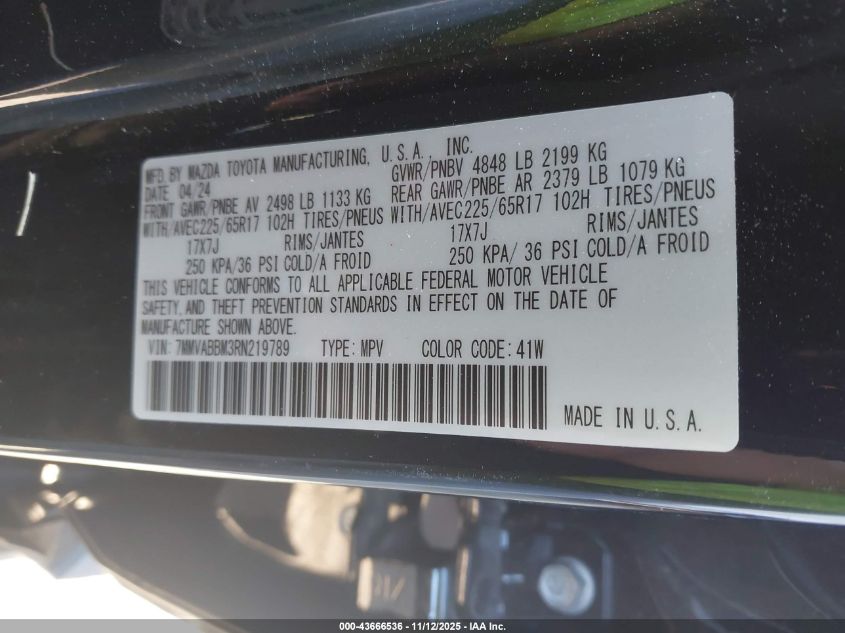 MFD. BY MAZDA TOYOTA MANUFACTURING, U.S.A., INC.
DATE 04/24 GVWR/PNBV 4848 LB 2199 KG
FRONT GAWR/PNBE AV 2498 LB 1133 KG REAR GAWR/PNBE AR 2379 LB 1079 KG
WITH/AVEC225/65R17 102H TIRES/PNEUS WITH/AVEC225/65R17 102H TIRES/PNEUS
17X7J RIMS/JANTES 17X7J RIMS/JANTES
250 KPA/36 PSI COLD/A FROID 250 KPA/ 36 PSI COLD/A FROID
THIS VEHICLE CONFORMS TO ALL APPLICABLE FEDERAL MOTOR VEHICLE
SAFETY, AND THEFT PREVENTION STANDARDS IN EFFECT ON THE DATE OF
MANUFACTURE SHOWN ABOVE.
VIN: 7MMVABBM3RN219789 TYPE: MPV COLOR CODE: 41W
MADE IN U.S.A.
000-43666536 - 11/12/2025 - IAA Inc.